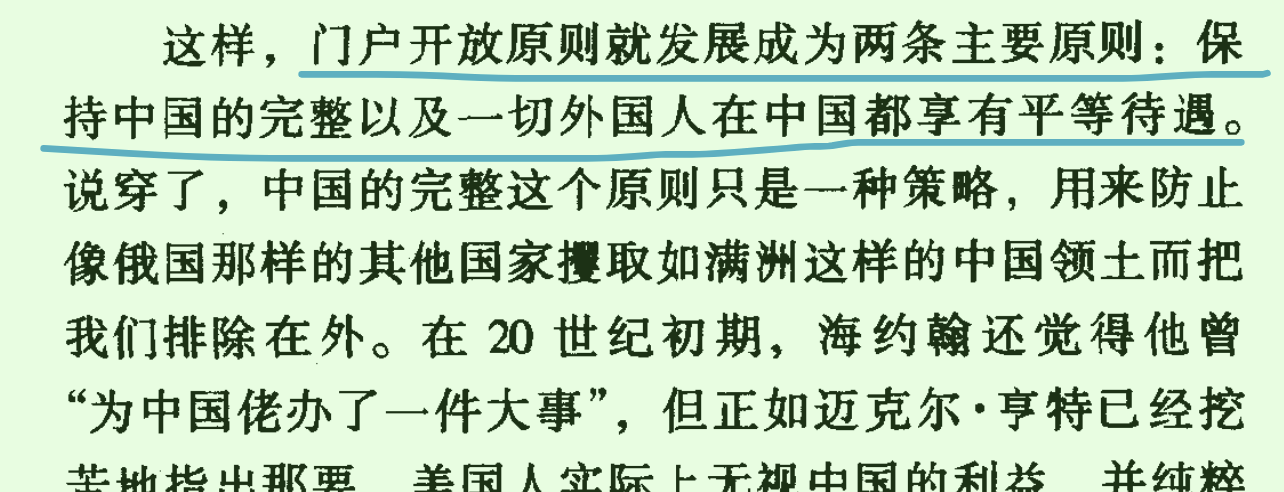 这样，门户开放原则就发展成为两条主要原则：保
持中国的完整以及一切外国人在中国都享有平等待遇。
说穿了，中国的完整这个原则只是一种策略，用来防止
像俄国那样的其他国家攫取如满洲这样的中国领土而把
我们排除在外。在 20 世纪初期，海约翰还觉得他曾
“为中国佬办了一件大事”，但正如迈克尔·亨特已经挖
苦地指出那要，美国人实际上无视中国的利益，并纯粹